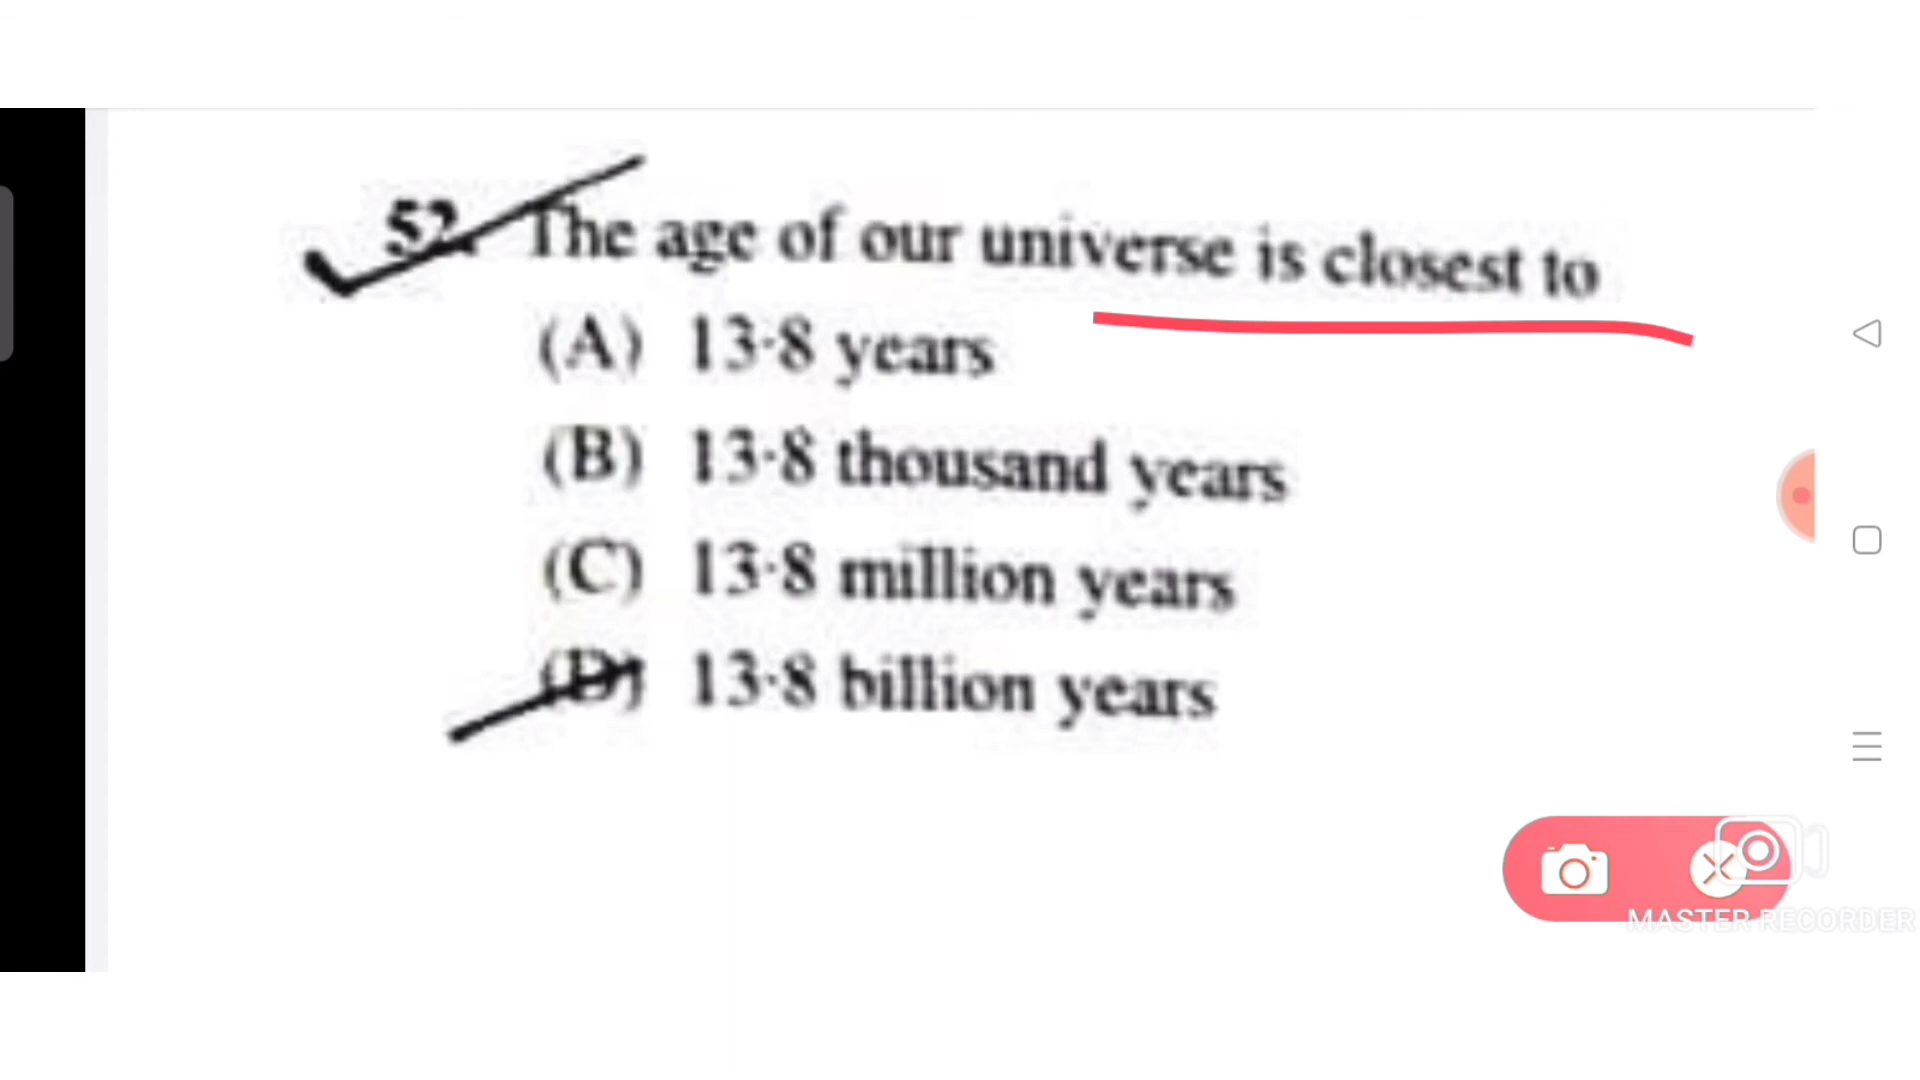 52. The age of our universe is closest to
(A) 13·8 years
(B) 13·8 thousand years
(C) 13·8 million years
(D) 13·8 billion years
MASTER RECORDER